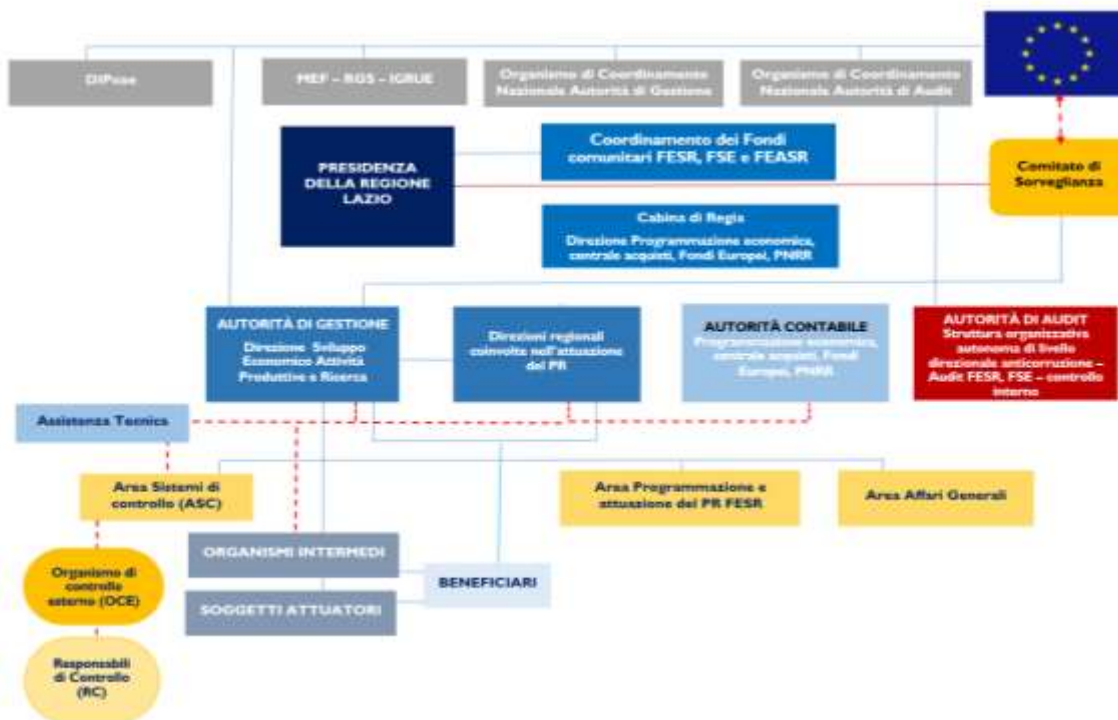 DIPcoe
MEF – RGS – IGRUE
Organismo di Coordinamento
Nazionale Autorità di Gestione
Organismo di Coordinamento
Nazionale Autorità di Audit
PRESIDENZA
DELLA REGIONE
LAZIO
Coordinamento dei Fondi
comunitari FESR, FSE e FEASR
Comitato di
Sorveglianza
Cabina di Regia
Direzione Programmazione economica,
centrale acquisti, Fondi Europei, PNRR
AUTORITÀ DI GESTIONE
Direzione Sviluppo
Economico Attività
Produttive e Ricerca
Direzioni regionali
coinvolte nell'attuazione
del PR
AUTORITÀ CONTABILE
Programmazione economica,
centrale acquisti, Fondi
Europei, PNRR
AUTORITÀ DI AUDIT
Struttura organizzativa
autonoma di livello
direzionale anticorruzione –
Audit FESR, FSE – controllo
interno
Assistenza Tecnica
Area Sistemi di
controllo (ASC)
Area Programmazione e
attuazione del PR FESR
Area Affari Generali
Organismo di
controllo
esterno (OCE)
ORGANISMI INTERMEDI
BENEFICIARI
SOGGETTI ATTUATORI
Responsabili
di Controllo
(RC)